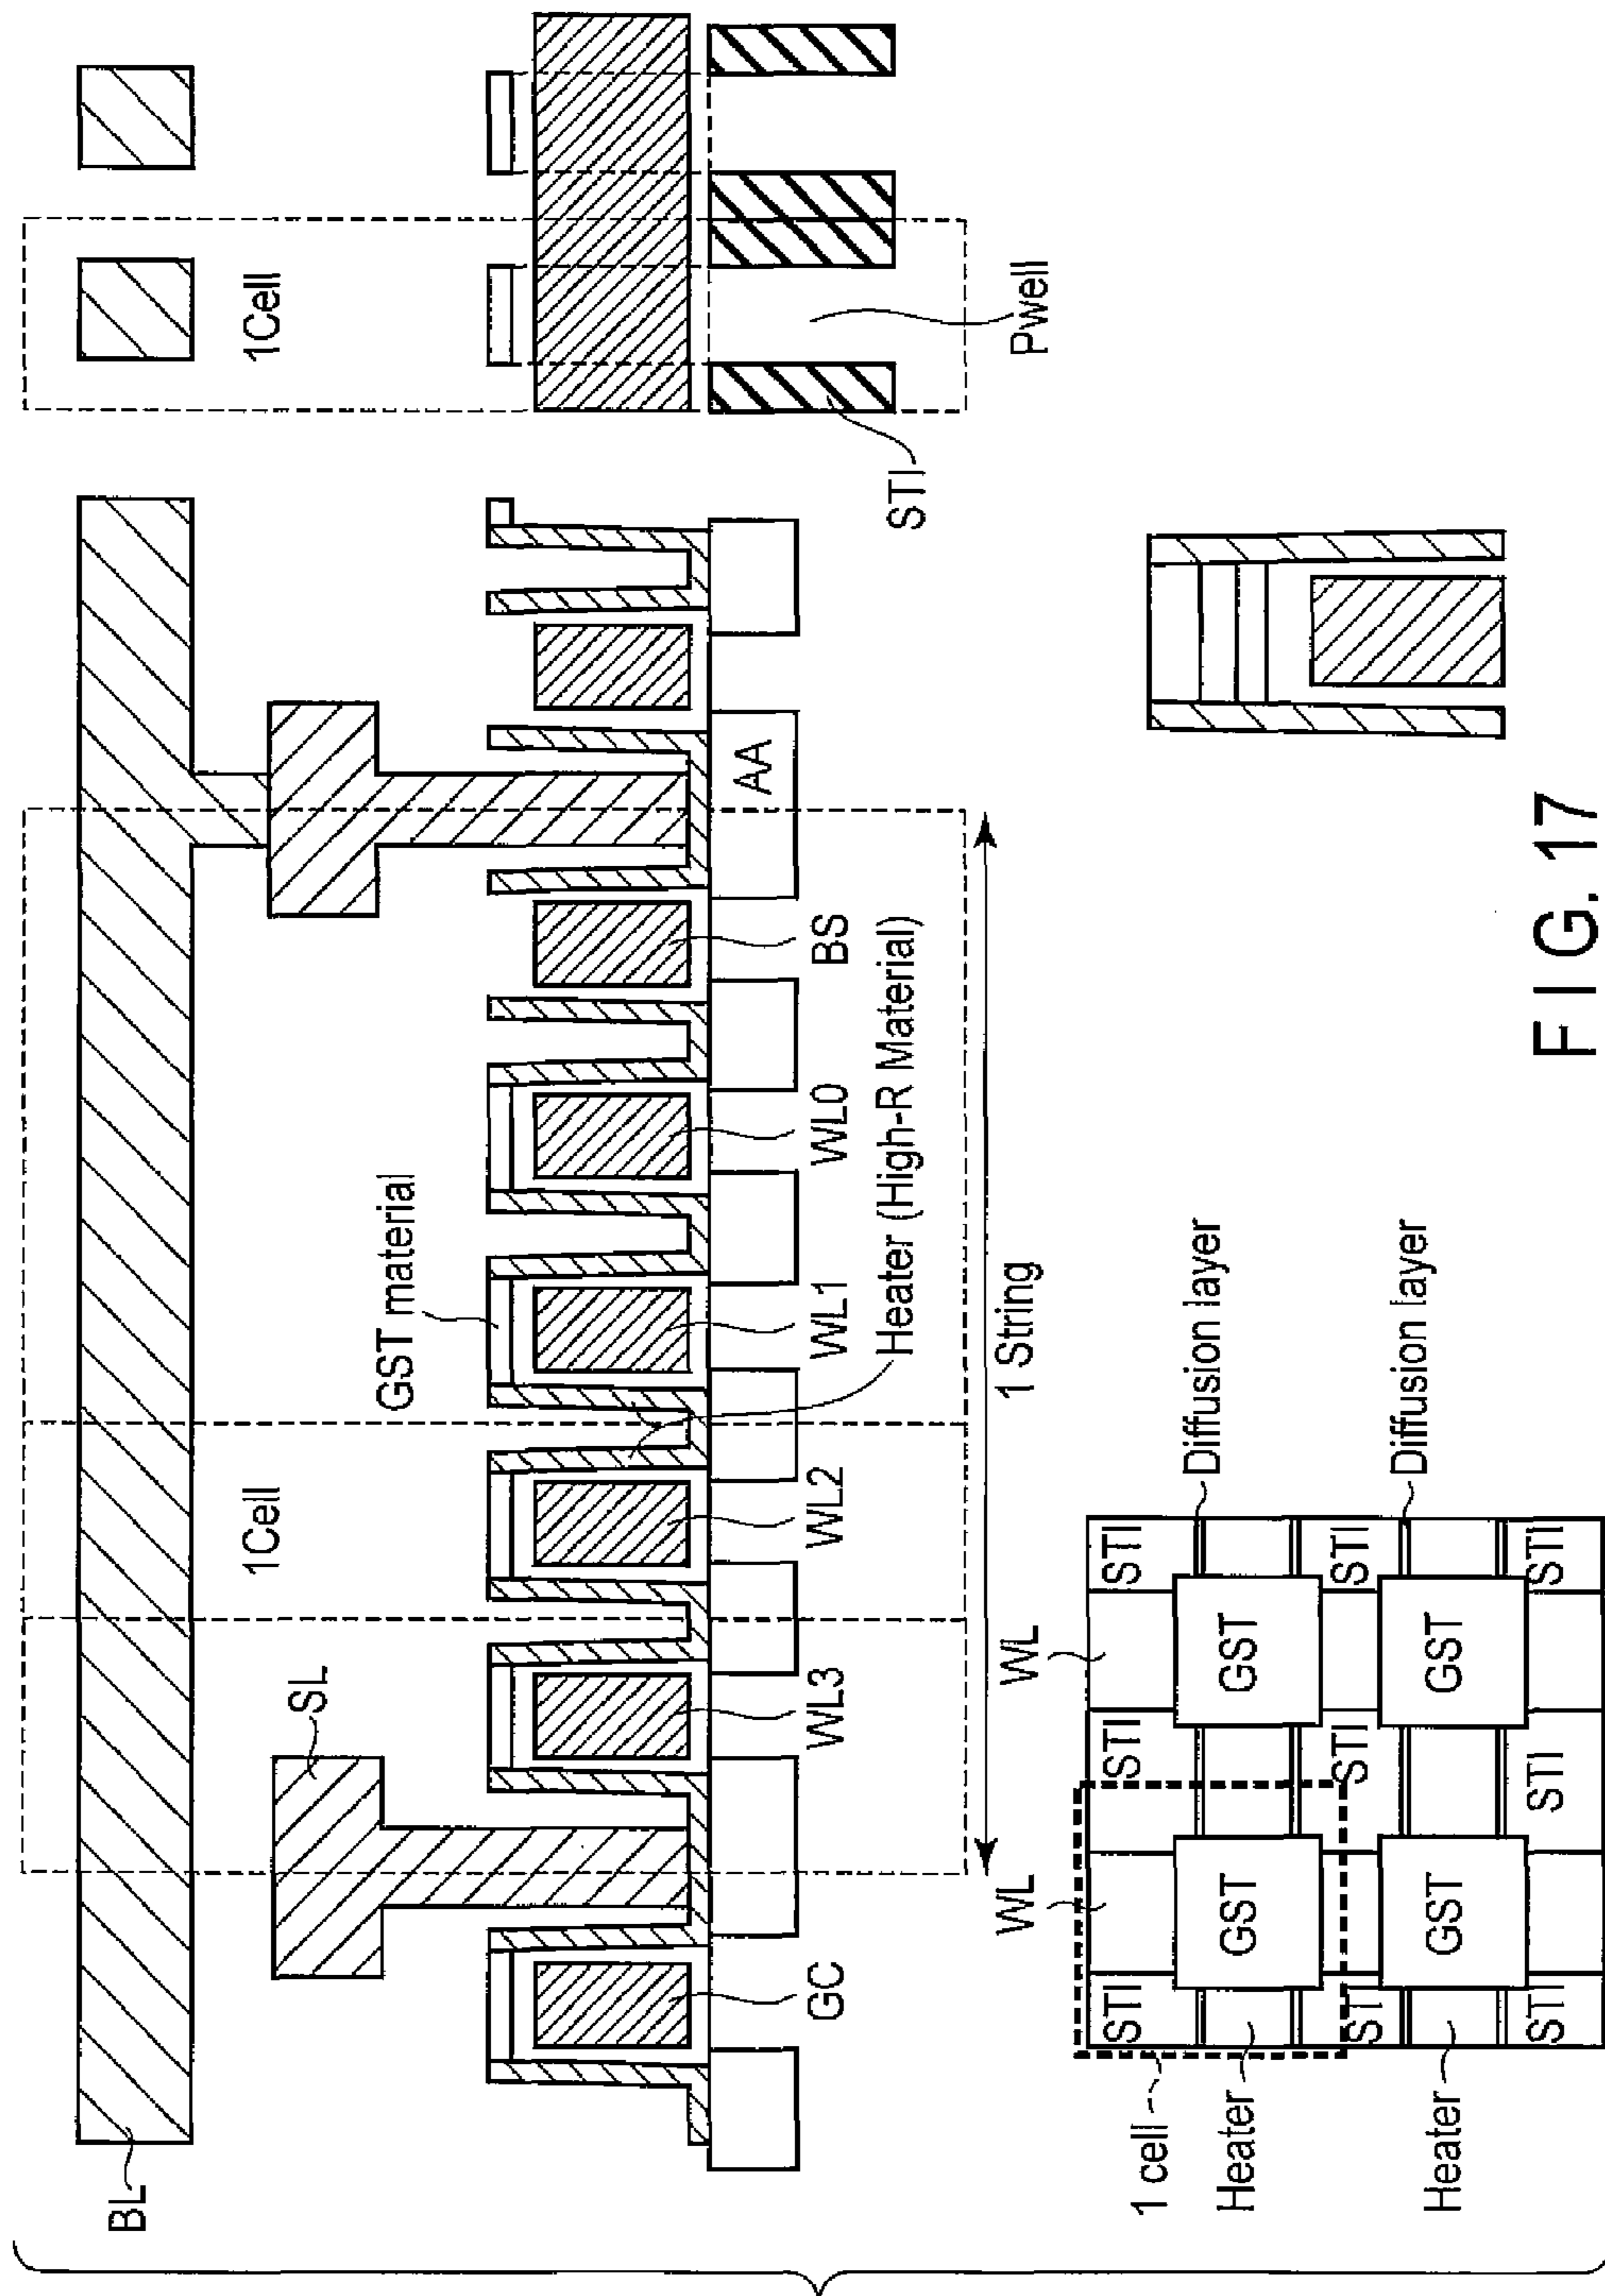 BL
SL
1Cell
GST material
1Cell
GC
WL3
WL2
WL1
WL0
BS
AA
Heater (High-R Material)
1 String
STI
Pwell
WL
WL
1 cell
Heater
Heater
STI
STI
STI
GST
GST
Diffusion layer
STI
STI
STI
GST
GST
Diffusion layer
STI
STI
STI
FIG. 17